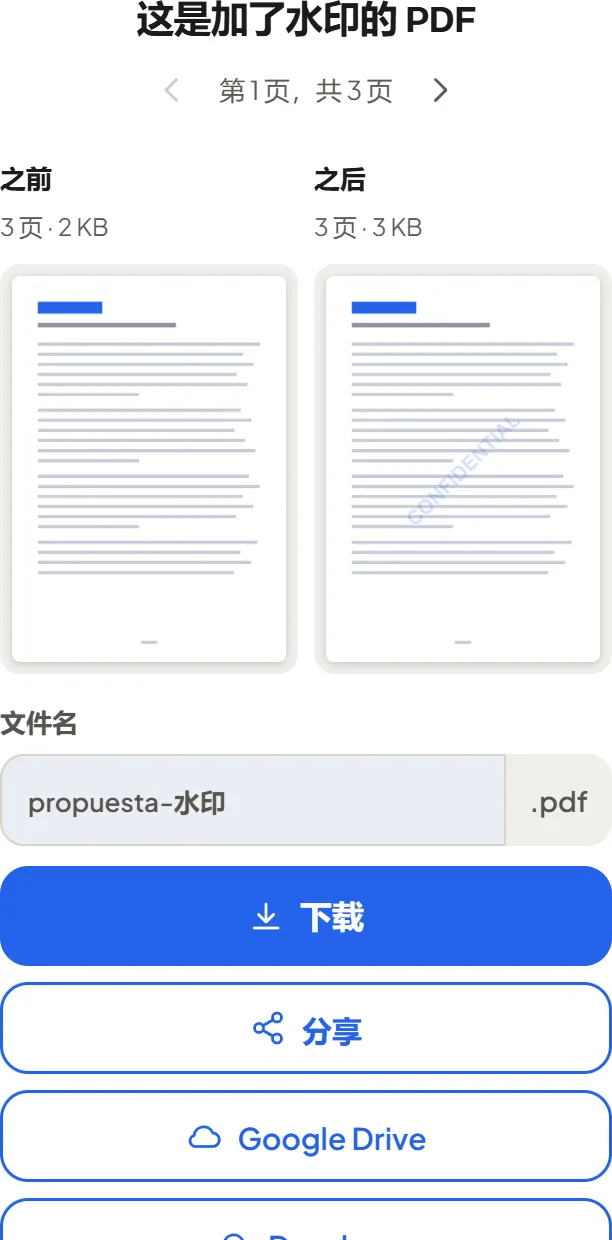 这是加了水印的 PDF
第1页，共3页
之前
3 页 · 2 KB
之后
3 页 · 3 KB
CONFIDENTIAL
文件名
propuesta-水印
.pdf
下载
分享
Google Drive